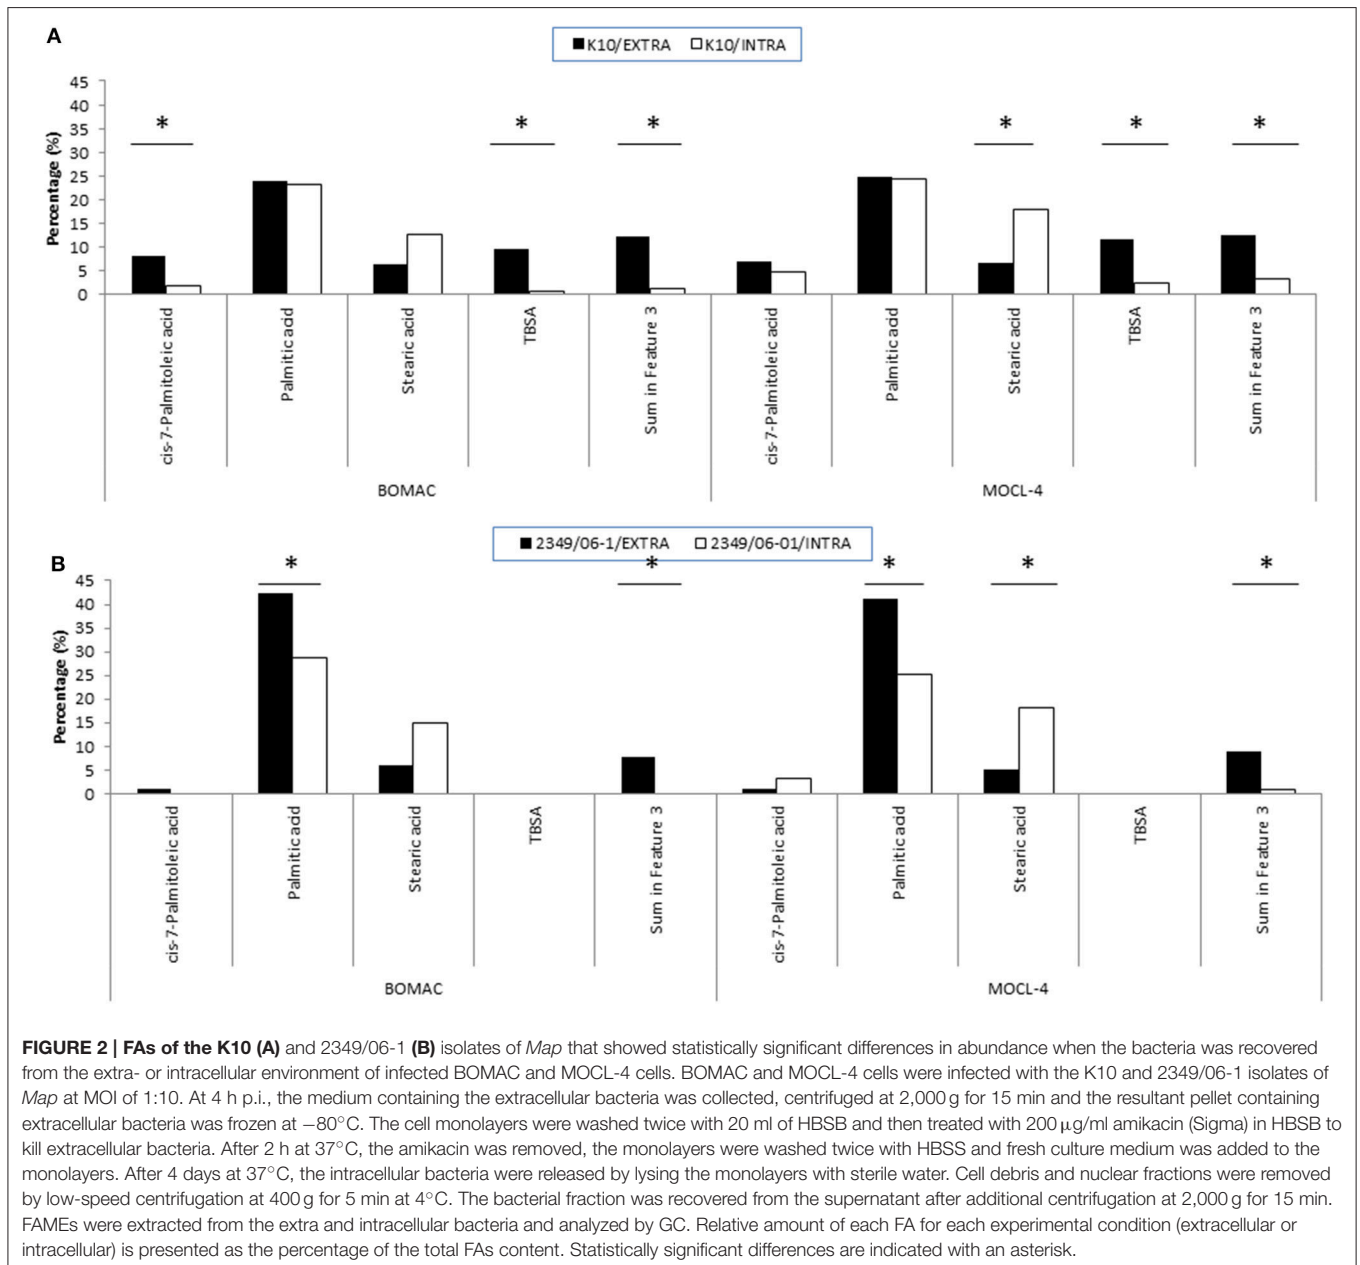 A
K10/EXTRA K10/INTRA
Percentage (%)
45
40
35
30
25
20
15
10
5
0
* * * * * *
cis-7-Palmitoleic acid
Palmitic acid
Stearic acid
TBSA
Sum in Feature 3
cis-7-Palmitoleic acid
Palmitic acid
Stearic acid
TBSA
Sum in Feature 3
BOMAC MOCL-4
B
2349/06-1/EXTRA 2349/06-01/INTRA
Percentage (%)
45
40
35
30
25
20
15
10
5
0
* * * * *
cis-7-Palmitoleic acid
Palmitic acid
Stearic acid
TBSA
Sum in Feature 3
cis-7-Palmitoleic acid
Palmitic acid
Stearic acid
TBSA
Sum in Feature 3
BOMAC MOCL-4
FIGURE 2 | FAs of the K10 (A) and 2349/06-1 (B) isolates of Map that showed statistically significant differences in abundance when the bacteria was recovered
from the extra- or intracellular environment of infected BOMAC and MOCL-4 cells. BOMAC and MOCL-4 cells were infected with the K10 and 2349/06-1 isolates of
Map at MOI of 1:10. At 4 h p.i., the medium containing the extracellular bacteria was collected, centrifuged at 2,000 g for 15 min and the resultant pellet containing
extracellular bacteria was frozen at −80°C. The cell monolayers were washed twice with 20 ml of HBSB and then treated with 200 μg/ml amikacin (Sigma) in HBSB to
kill extracellular bacteria. After 2 h at 37°C, the amikacin was removed, the monolayers were washed twice with HBSS and fresh culture medium was added to the
monolayers. After 4 days at 37°C, the intracellular bacteria were released by lysing the monolayers with sterile water. Cell debris and nuclear fractions were removed
by low-speed centrifugation at 400 g for 5 min at 4°C. The bacterial fraction was recovered from the supernatant after additional centrifugation at 2,000 g for 15 min.
FAMEs were extracted from the extra and intracellular bacteria and analyzed by GC. Relative amount of each FA for each experimental condition (extracellular or
intracellular) is presented as the percentage of the total FAs content. Statistically significant differences are indicated with an asterisk.